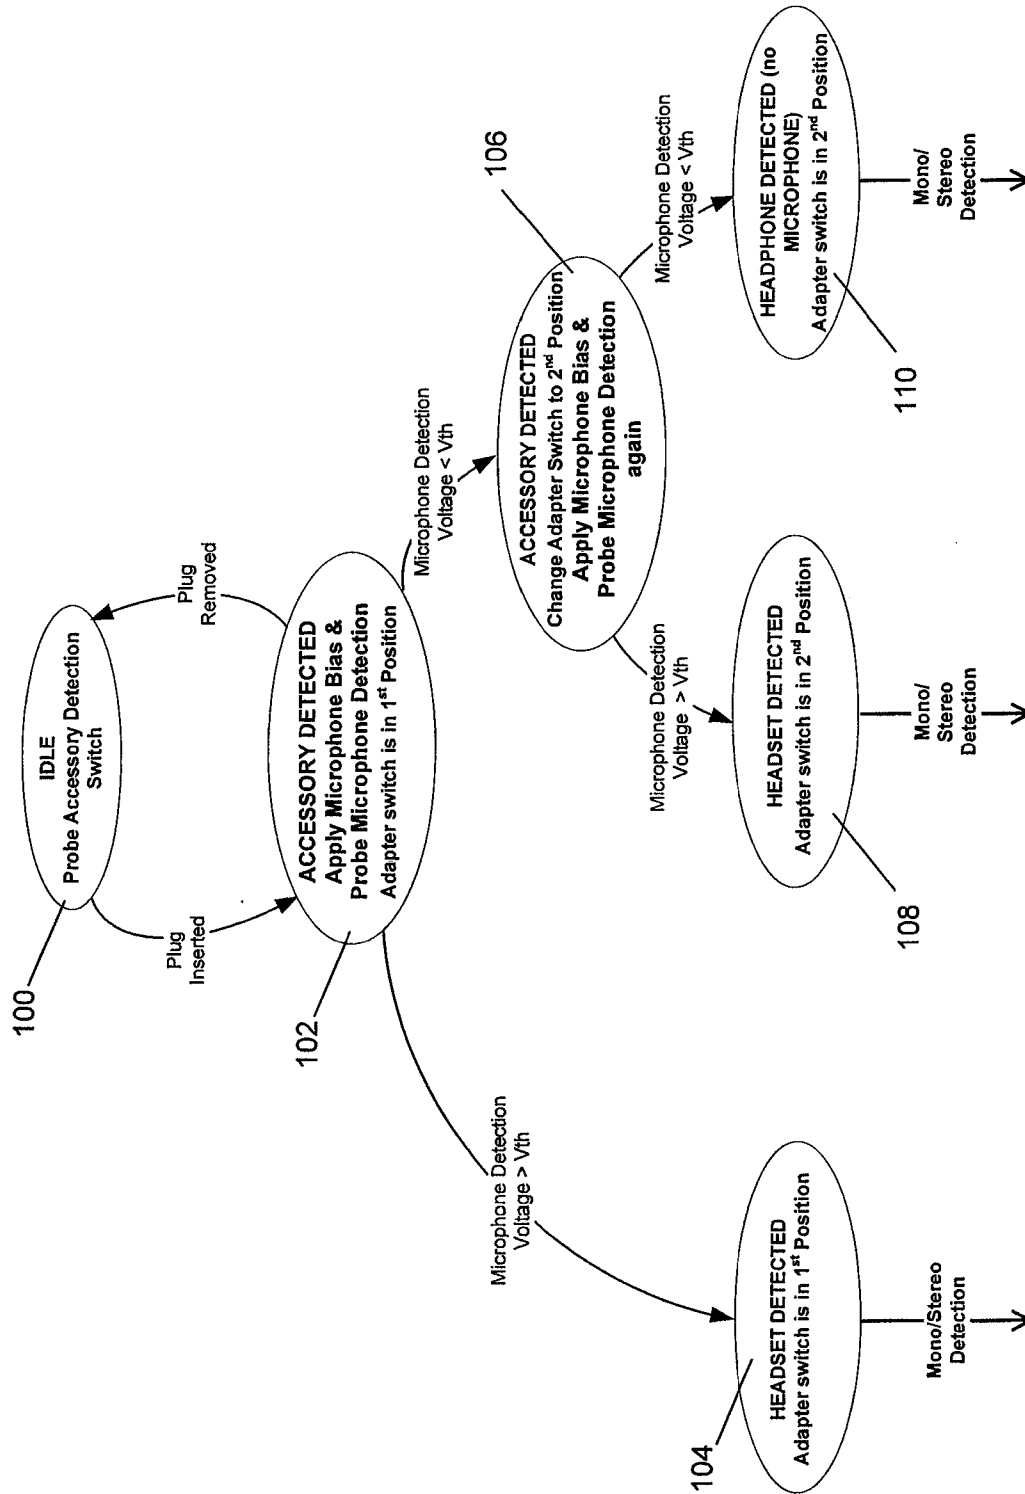 100
IDLE
Probe Accessory Detection
Switch
Plug
Inserted
Plug
Removed
102
ACCESSORY DETECTED
Apply Microphone Bias &
Probe Microphone Detection
Adapter switch is in 1st Position
Microphone Detection
Voltage > Vth
Microphone Detection
Voltage < Vth
104
HEADSET DETECTED
Adapter switch is in 1st Position
Mono/Stereo
Detection
106
ACCESSORY DETECTED
Change Adapter Switch to 2nd Position
Apply Microphone Bias &
Probe Microphone Detection
again
Microphone Detection
Voltage > Vth
Microphone Detection
Voltage < Vth
108
HEADSET DETECTED
Adapter switch is in 2nd Position
Mono/
Stereo
Detection
110
HEADPHONE DETECTED (no
MICROPHONE)
Adapter switch is in 2nd Position
Mono/
Stereo
Detection